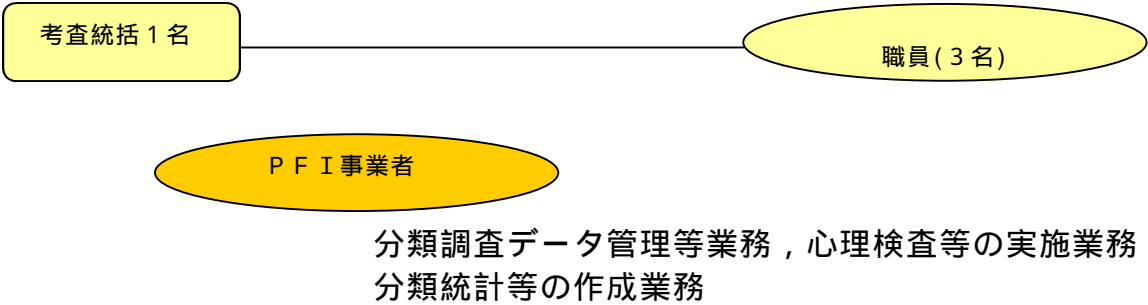 考査統括１名
職員(３名)
ＰＦＩ事業者
分類調査データ管理等業務，心理検査等の実施業務
分類統計等の作成業務